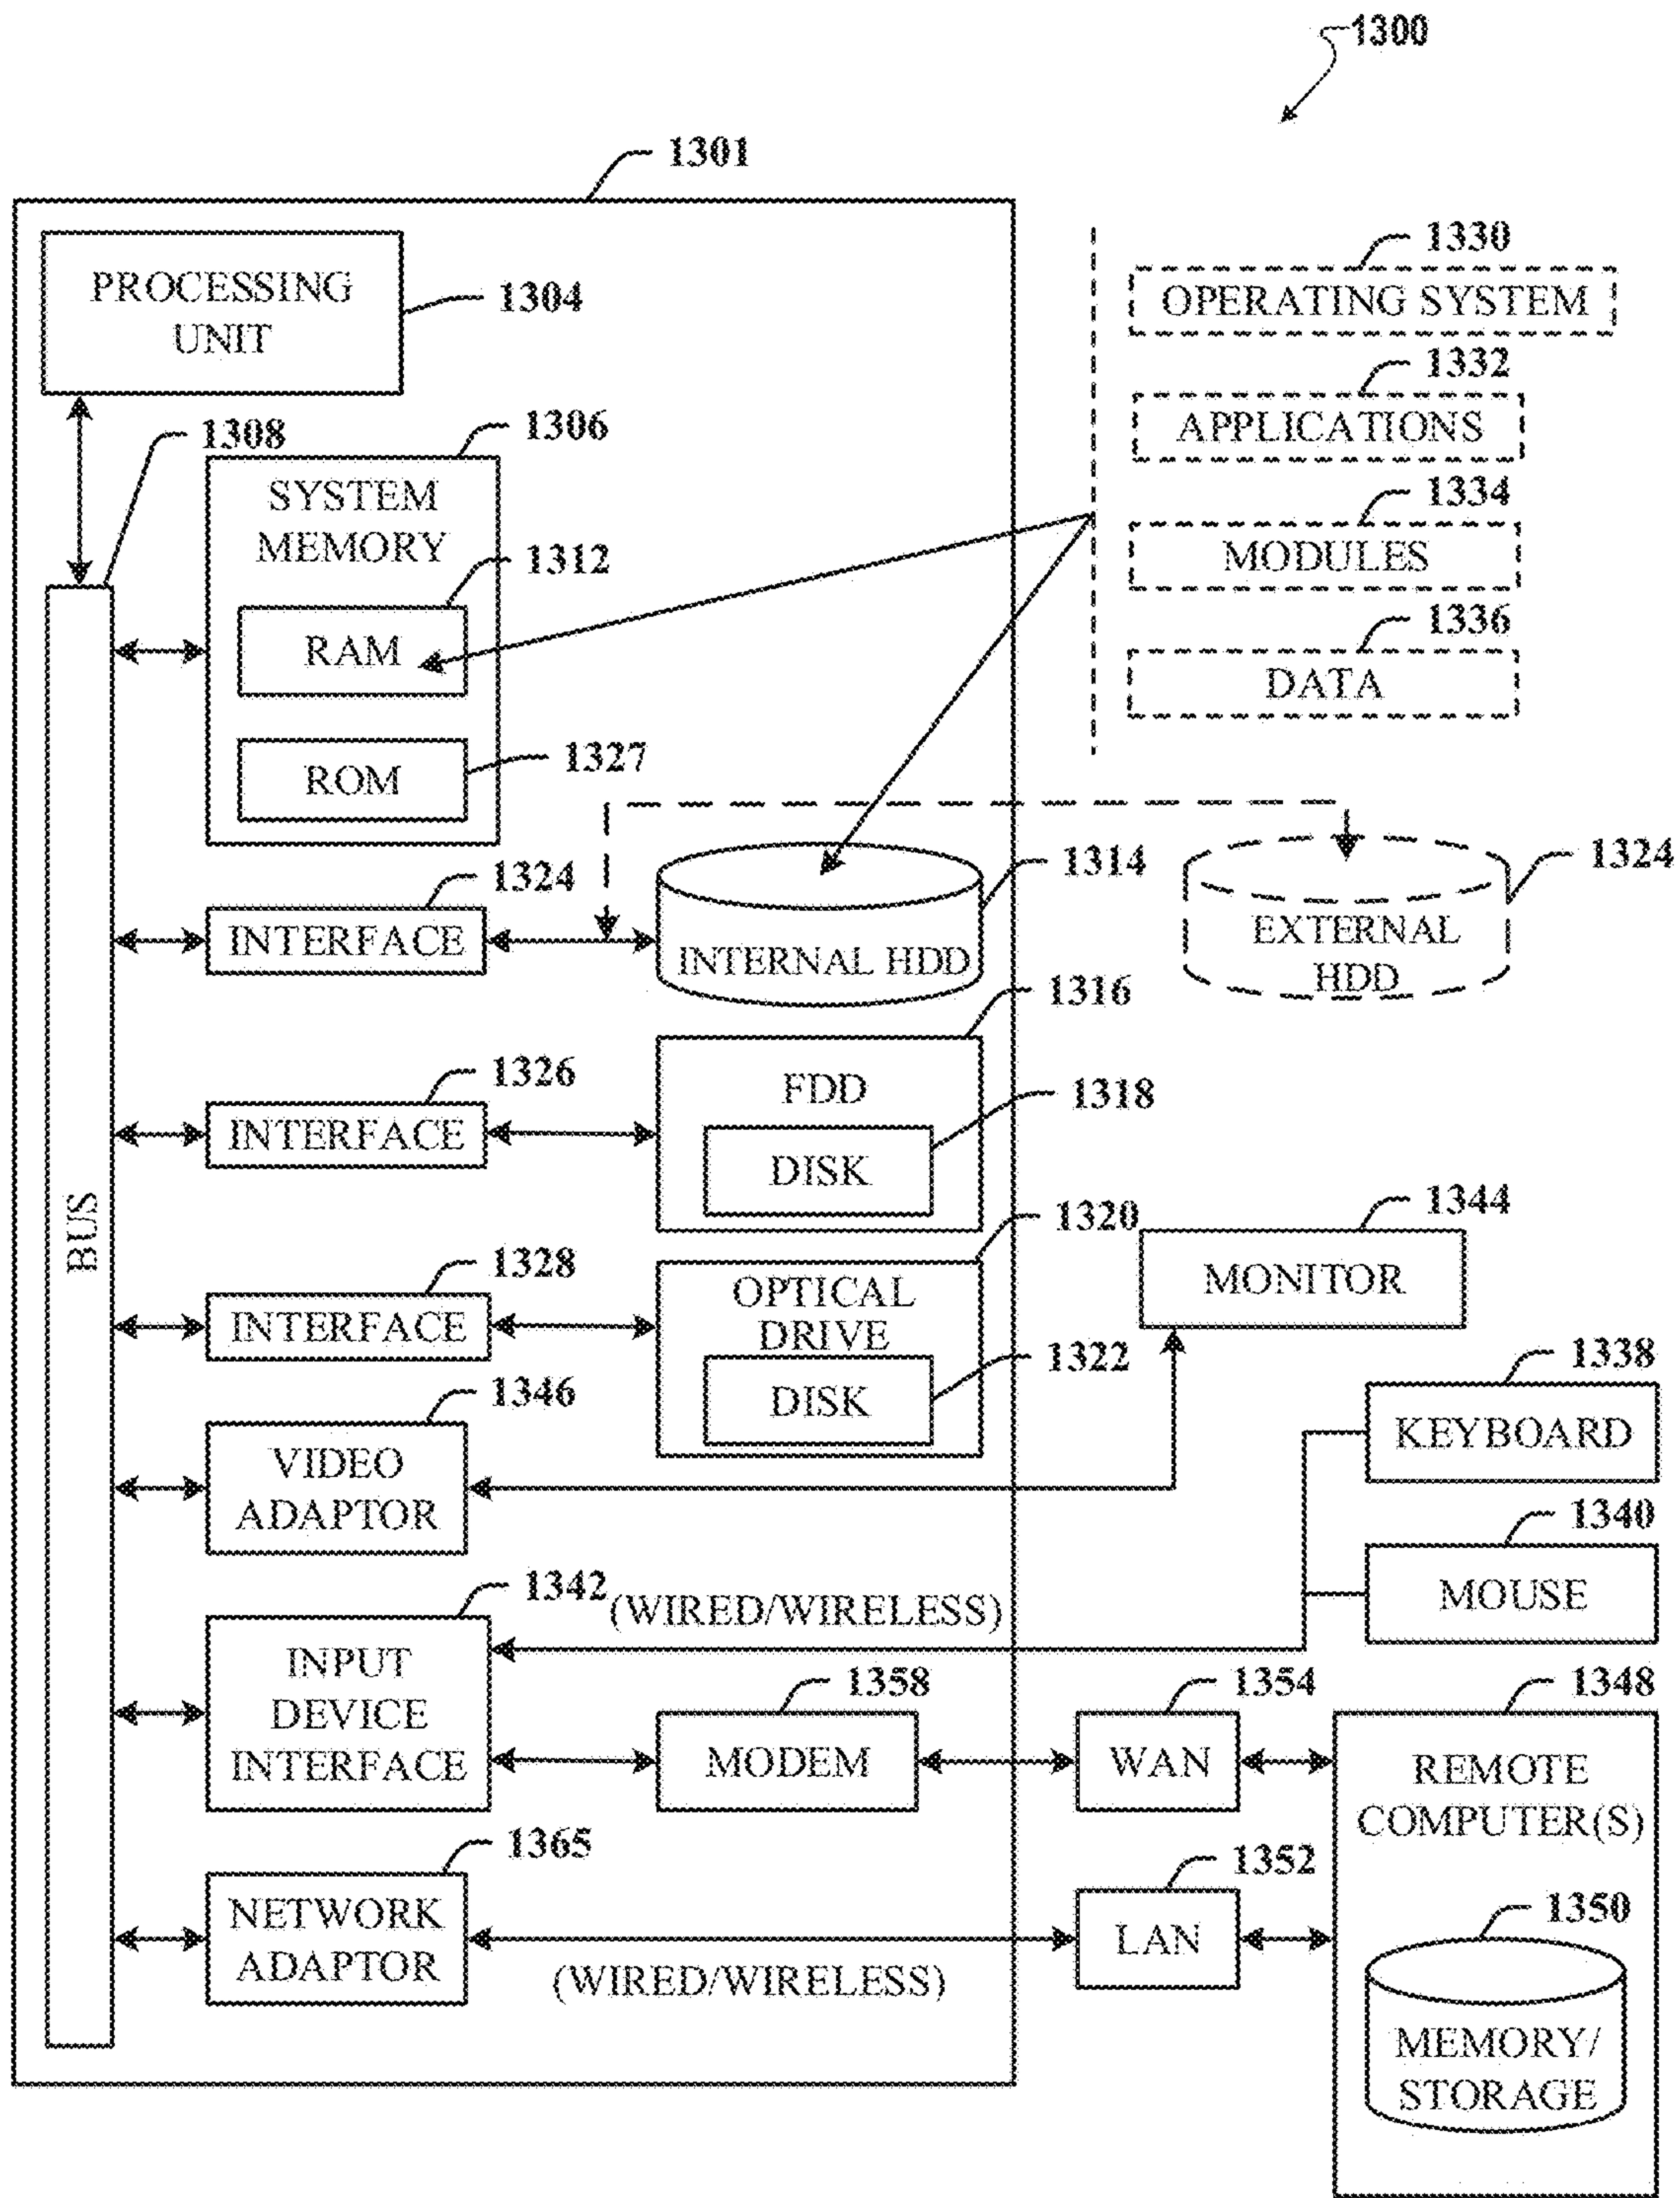 1300
1301
PROCESSING
UNIT
1304
1308
1306
SYSTEM
MEMORY
1312
RAM
1327
ROM
1330
OPERATING SYSTEM
1332
APPLICATIONS
1334
MODULES
1336
DATA
1324
INTERFACE
1314
INTERNAL HDD
1324
EXTERNAL
HDD
1326
INTERFACE
1316
FDD
1318
DISK
BUS
1328
INTERFACE
1320
OPTICAL
DRIVE
1322
DISK
1344
MONITOR
1346
VIDEO
ADAPTOR
1338
KEYBOARD
1340
MOUSE
1342
(WIRED/WIRELESS)
INPUT
DEVICE
INTERFACE
1358
MODEM
1354
WAN
1348
REMOTE
COMPUTER(S)
1365
NETWORK
ADAPTOR
(WIRED/WIRELESS)
1352
LAN
1350
MEMORY/
STORAGE